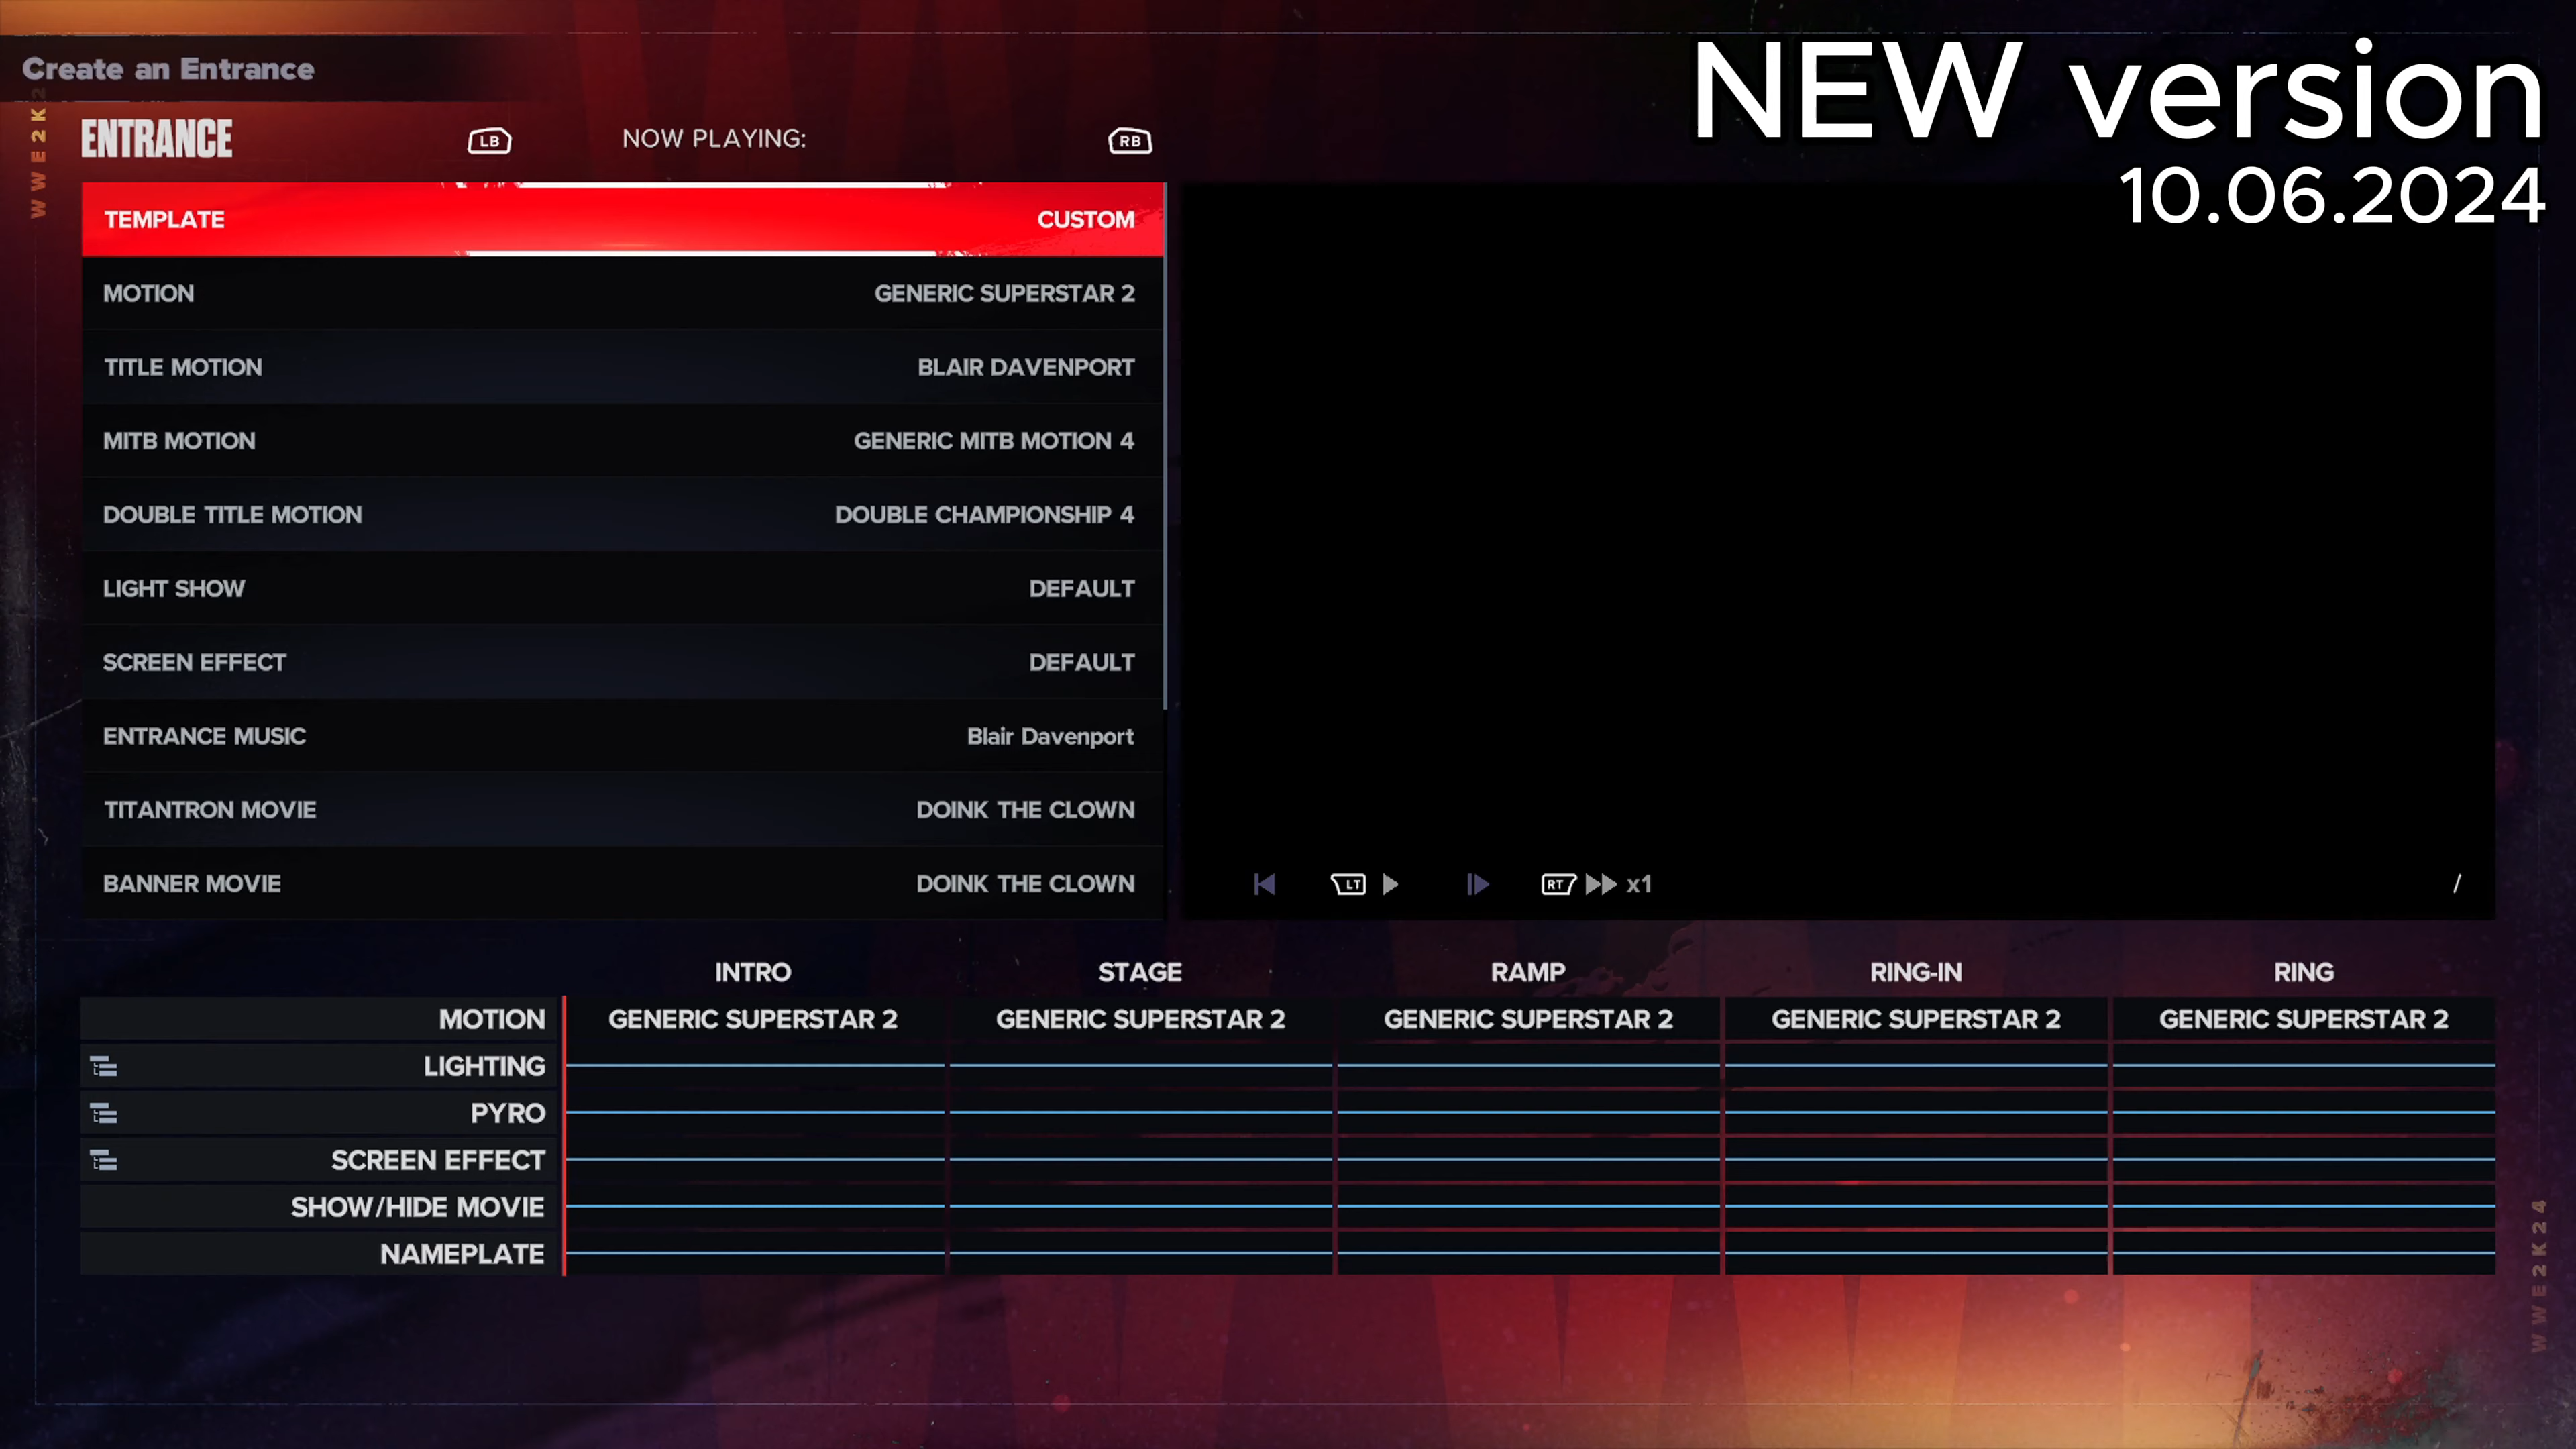 NEW version
10.06.2024
Create an Entrance
WWE2K2
ENTRANCE
LB NOW PLAYING: RB
TEMPLATE CUSTOM
MOTION GENERIC SUPERSTAR 2
TITLE MOTION BLAIR DAVENPORT
MITB MOTION GENERIC MITB MOTION 4
DOUBLE TITLE MOTION DOUBLE CHAMPIONSHIP 4
LIGHT SHOW DEFAULT
SCREEN EFFECT DEFAULT
ENTRANCE MUSIC Blair Davenport
TITANTRON MOVIE DOINK THE CLOWN
BANNER MOVIE DOINK THE CLOWN
LT RT x1 /
INTRO STAGE RAMP RING-IN RING
MOTION GENERIC SUPERSTAR 2 GENERIC SUPERSTAR 2 GENERIC SUPERSTAR 2 GENERIC SUPERSTAR 2 GENERIC SUPERSTAR 2
LIGHTING
PYRO
SCREEN EFFECT
SHOW/HIDE MOVIE
NAMEPLATE
WWE2K24